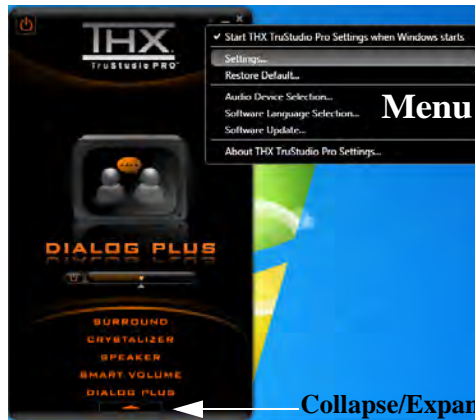 THX
TruStudio PRO
✔ Start THX TruStudio Pro Settings when Windows starts
Settings...
Restore Default...
Audio Device Selection...
Software Language Selection...
Software Update...
About THX TruStudio Pro Settings...
Menu
DIALOG PLUS
SURROUND
CRYSTALIZER
SPEAKER
SMART VOLUME
DIALOG PLUS
Collapse/Expan